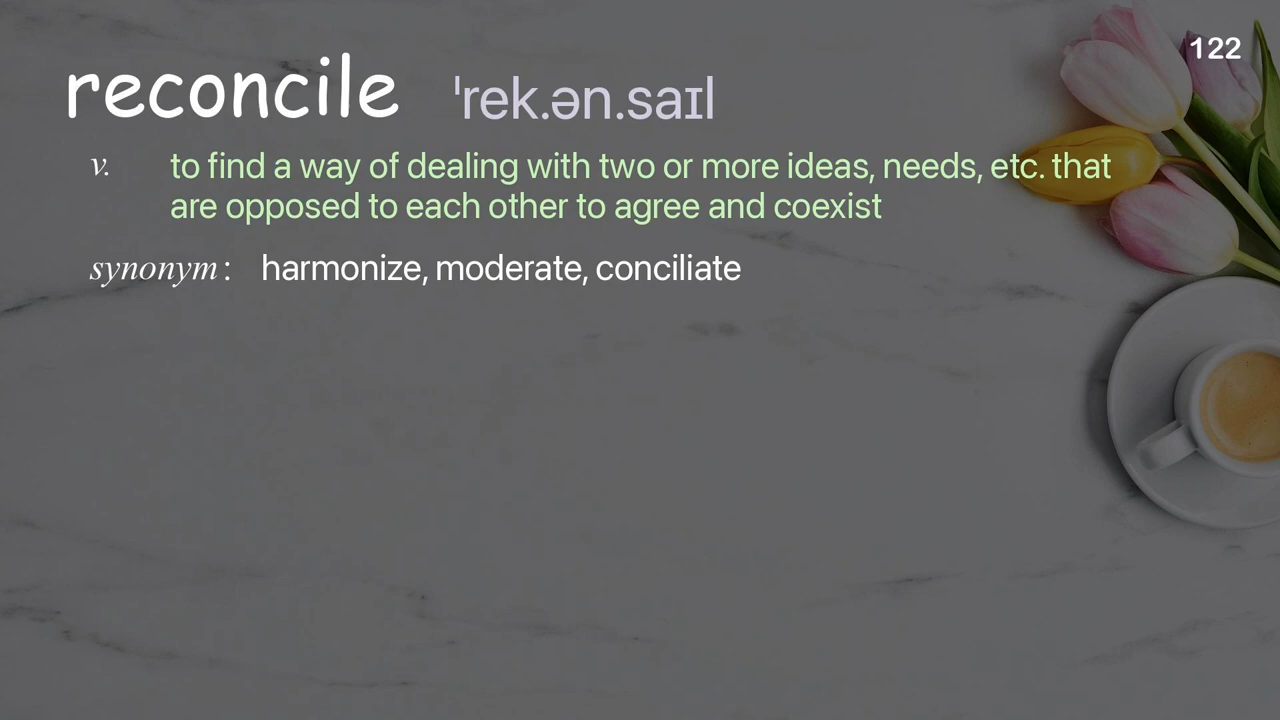 122
reconcile ˈrek.ən.saɪl
v. to find a way of dealing with two or more ideas, needs, etc. that
are opposed to each other to agree and coexist
synonym: harmonize, moderate, conciliate